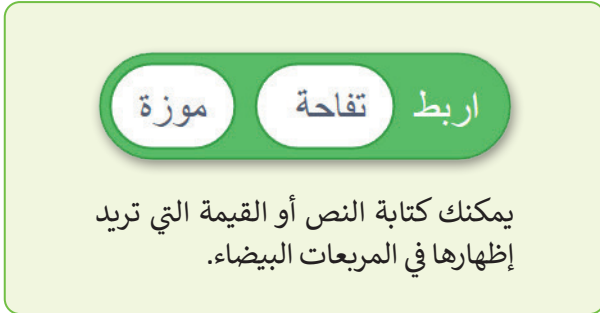 اربط تفاحة موزة
يمكنك كتابة النص أو القيمة التي تريد
إظهارها في المربعات البيضاء.